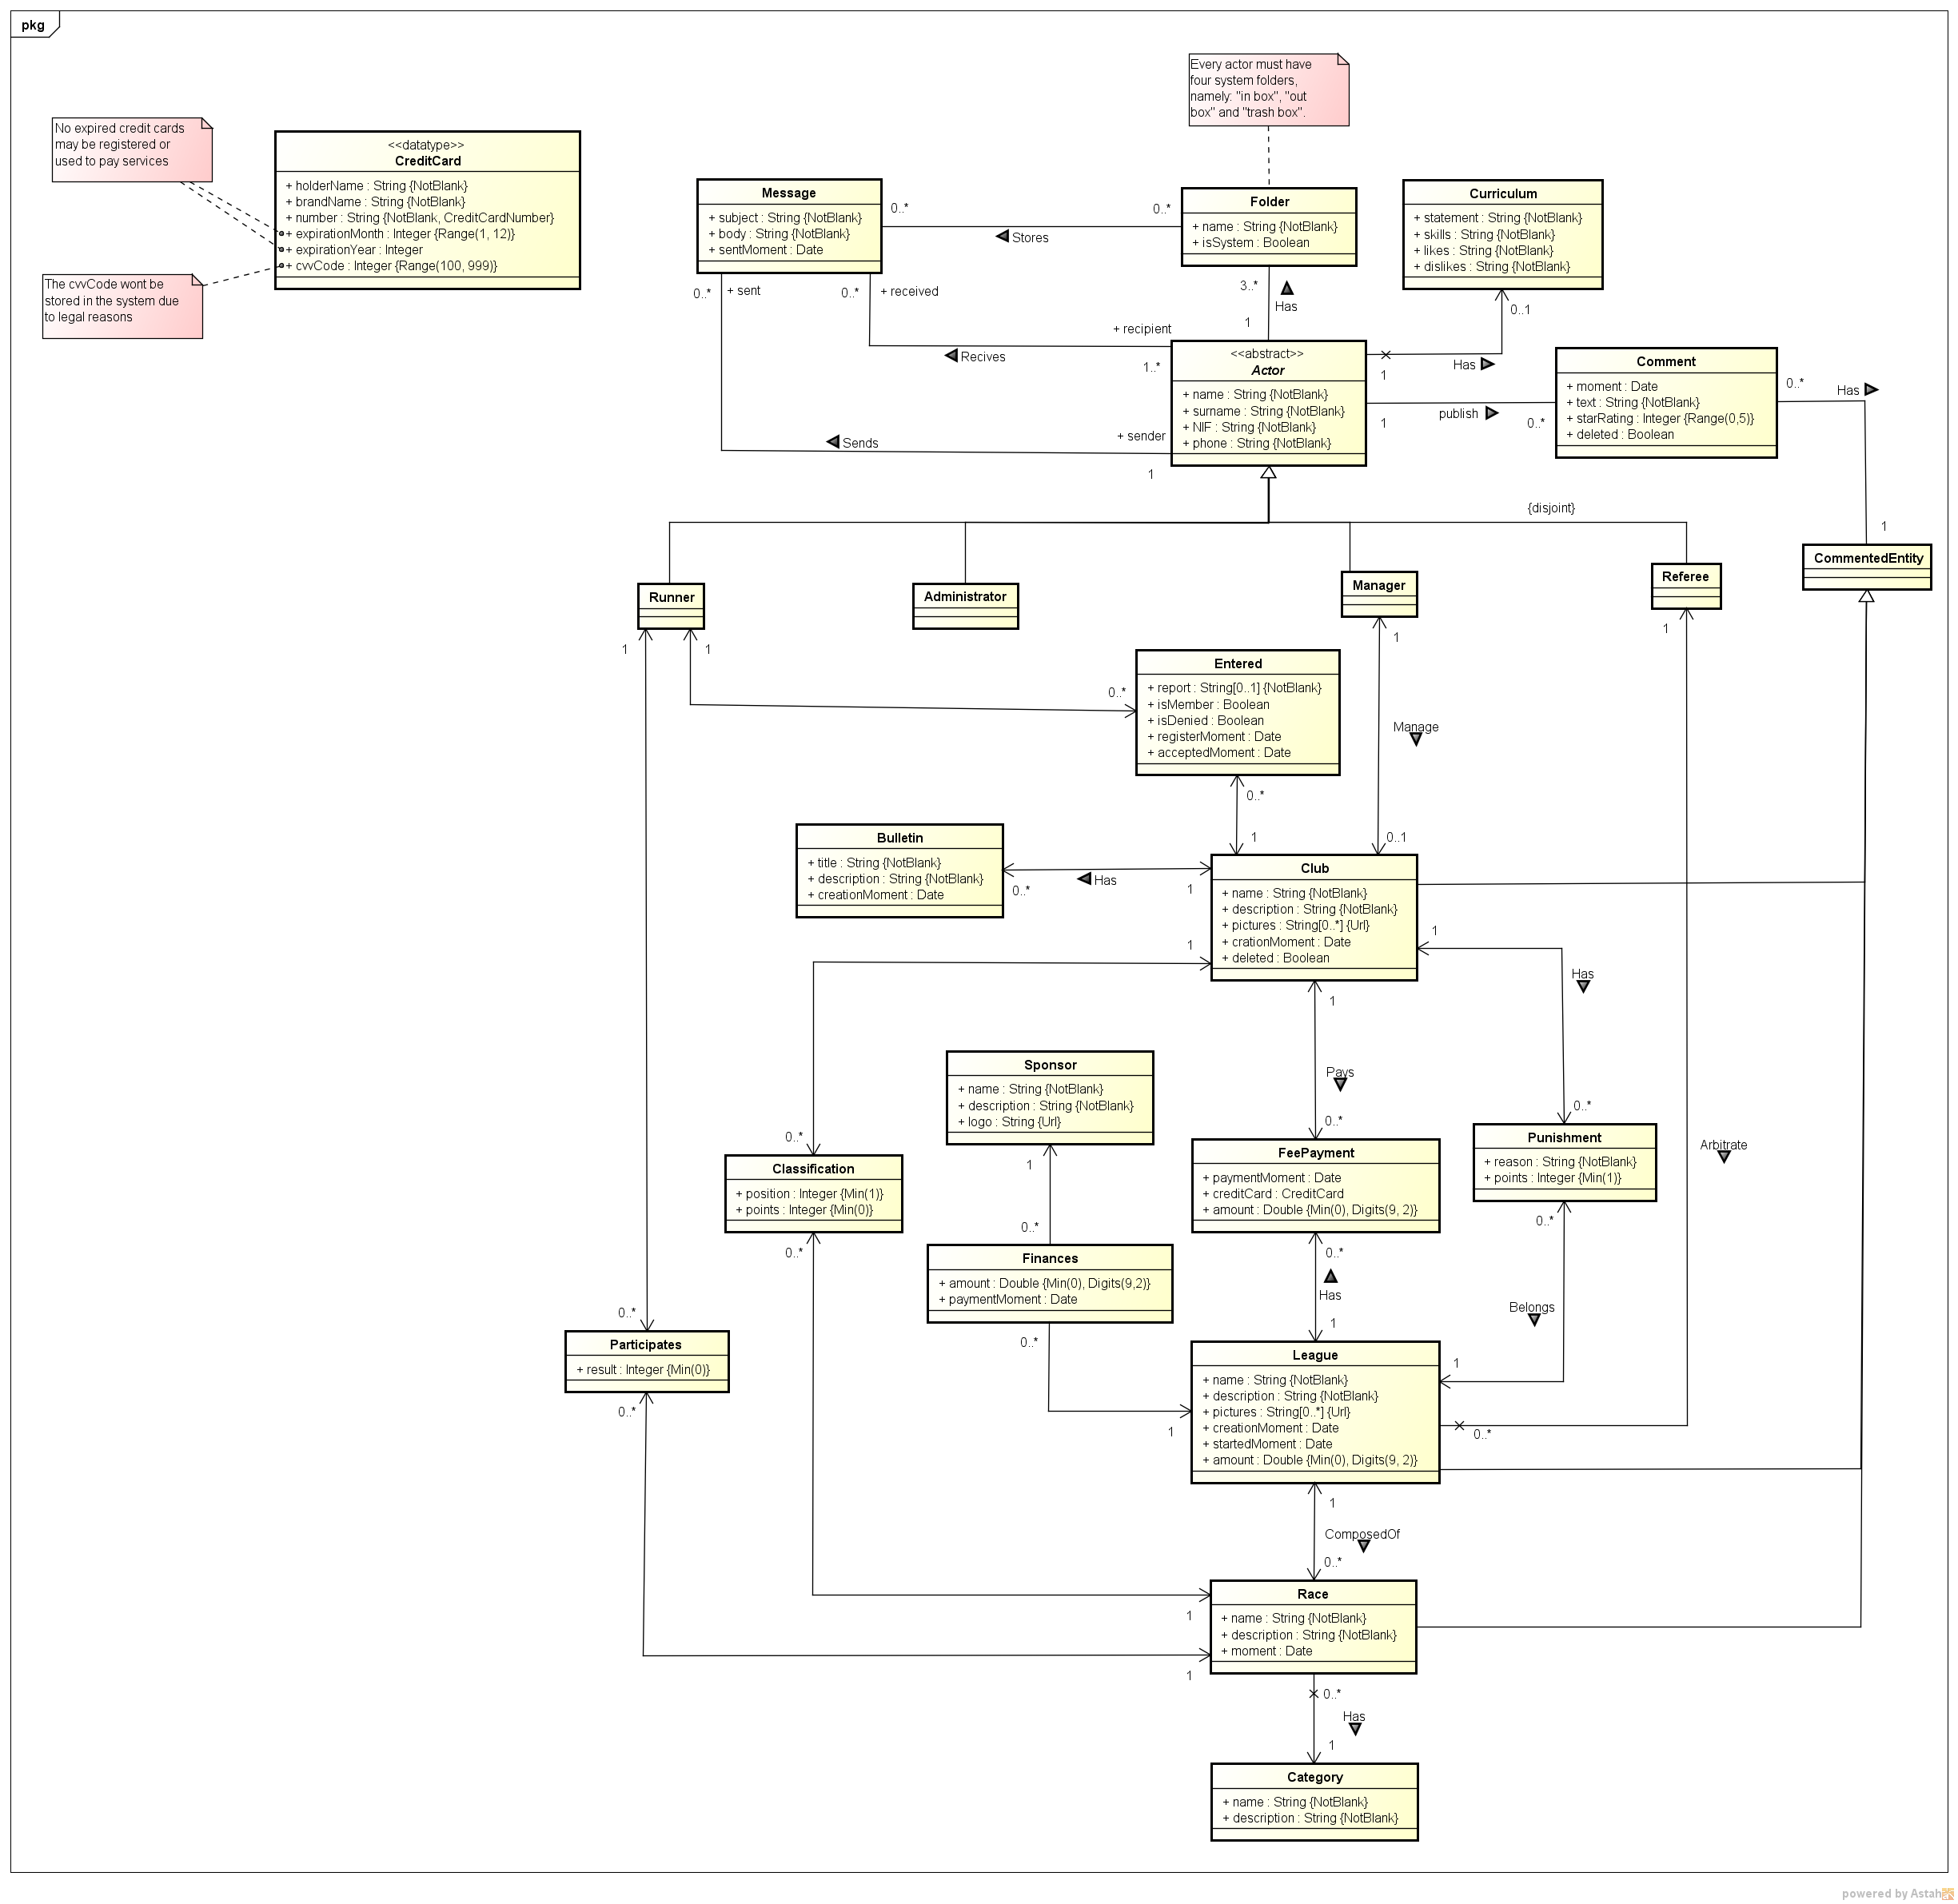 pkg
Every actor must have
four system folders,
namely: "in box", "out
box" and "trash box".
No expired credit cards
may be registered or
used to pay services
The cvvCode wont be
stored in the system due
to legal reasons
<<datatype>>
CreditCard
+ holderName : String {NotBlank}
+ brandName : String {NotBlank}
+ number : String {NotBlank, CreditCardNumber}
+ expirationMonth : Integer {Range(1, 12)}
+ expirationYear : Integer
+ cvvCode : Integer {Range(100, 999)}
Message
+ subject : String {NotBlank}
+ body : String {NotBlank}
+ sentMoment : Date
0..*
0..*
Stores
Folder
+ name : String {NotBlank}
+ isSystem : Boolean
Curriculum
+ statement : String {NotBlank}
+ skills : String {NotBlank}
+ likes : String {NotBlank}
+ dislikes : String {NotBlank}
0..*
+ sent
0..*
+ received
3..*
Has
1
0..1
+ recipient
Recives
1..*
<<abstract>>
Actor
+ name : String {NotBlank}
+ surname : String {NotBlank}
+ NIF : String {NotBlank}
+ phone : String {NotBlank}
Has
1
publish
1
0..*
Comment
+ moment : Date
+ text : String {NotBlank}
+ starRating : Integer {Range(0,5)}
+ deleted : Boolean
0..*
Has
1
+ sender
Sends
1
{disjoint}
CommentedEntity
Runner
Administrator
Manager
Referee
1
1
1
1
Entered
+ report : String[0..1] {NotBlank}
+ isMember : Boolean
+ isDenied : Boolean
+ registerMoment : Date
+ acceptedMoment : Date
0..*
Manage
0..*
1
0..1
Bulletin
+ title : String {NotBlank}
+ description : String {NotBlank}
+ creationMoment : Date
Has
0..*
1
Club
+ name : String {NotBlank}
+ description : String {NotBlank}
+ pictures : String[0..*] {Url}
+ crationMoment : Date
+ deleted : Boolean
1
1
Has
1
Pays
0..*
0..*
Sponsor
+ name : String {NotBlank}
+ description : String {NotBlank}
+ logo : String {Url}
1
0..*
0..*
Classification
+ position : Integer {Min(1)}
+ points : Integer {Min(0)}
0..*
FeePayment
+ paymentMoment : Date
+ creditCard : CreditCard
+ amount : Double {Min(0), Digits(9, 2)}
Punishment
+ reason : String {NotBlank}
+ points : Integer {Min(1)}
Arbitrate
0..*
Finances
+ amount : Double {Min(0), Digits(9,2)}
+ paymentMoment : Date
0..*
0..*
Has
1
Belongs
1
0..*
Participates
+ result : Integer {Min(0)}
0..*
1
League
+ name : String {NotBlank}
+ description : String {NotBlank}
+ pictures : String[0..*] {Url}
+ creationMoment : Date
+ startedMoment : Date
+ amount : Double {Min(0), Digits(9, 2)}
0..*
1
ComposedOf
0..*
Race
+ name : String {NotBlank}
+ description : String {NotBlank}
+ moment : Date
1
1
0..*
Has
1
Category
+ name : String {NotBlank}
+ description : String {NotBlank}
powered by Astah